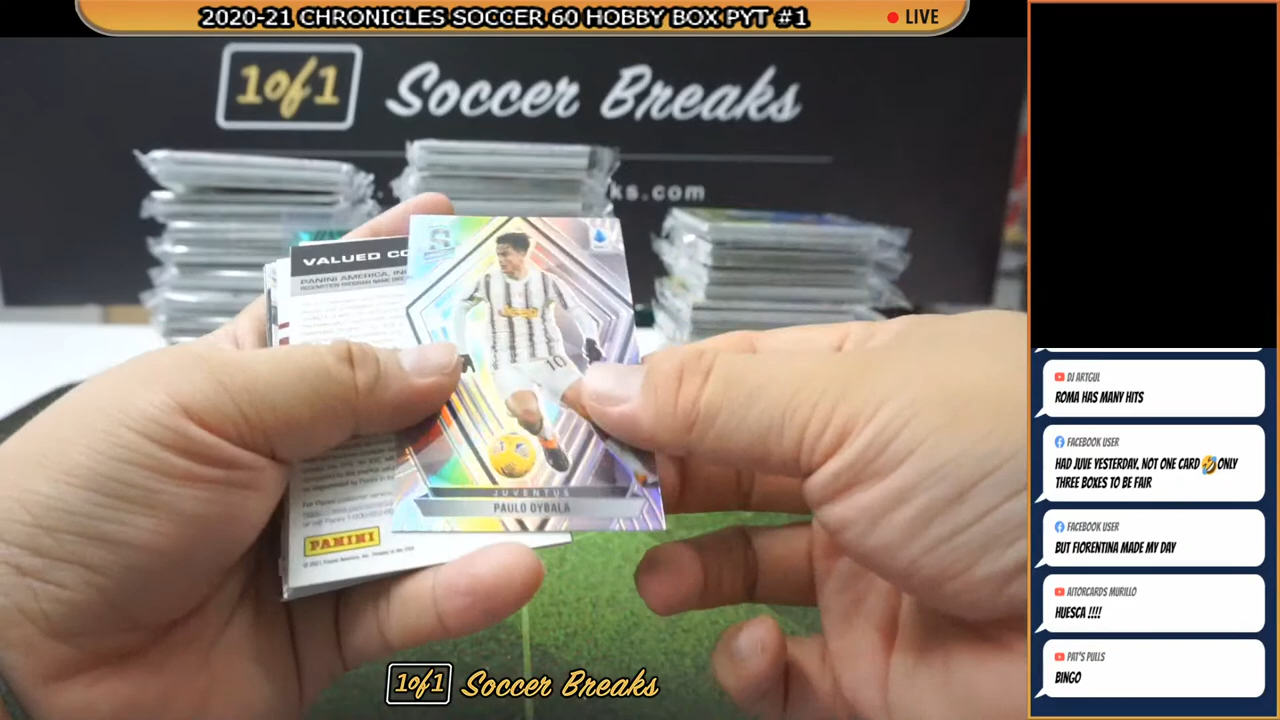 2020-21 CHRONICLES SOCCER 60 HOBBY BOX PYT #1
LIVE
1of1 Soccer Breaks
ks.com
VALUED CO
PANINI AMERICA, IN
10
JUVENTUS
PAULO DYBALA
PANINI
1of1 Soccer Breaks
DJ ARTGUL
ROMA HAS MANY HITS
FACEBOOK USER
HAD JUVE YESTERDAY. NOT ONE CARD 🤣 ONLY
THREE BOXES TO BE FAIR
FACEBOOK USER
BUT FIORENTINA MADE MY DAY
AITORCARDS MURILLO
HUESCA !!!!
PAT'S PULLS
BINGO